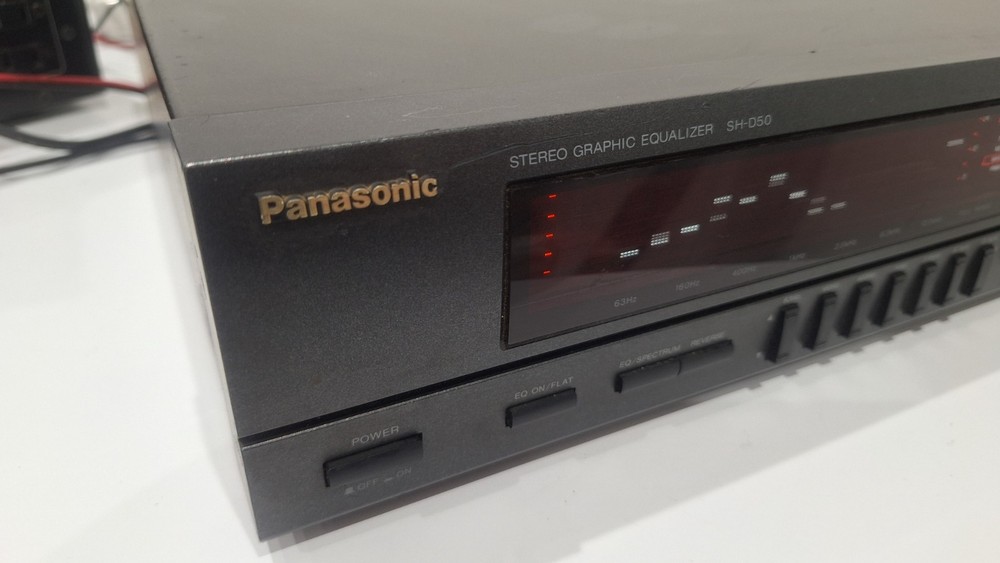 STEREO GRAPHIC EQUALIZER SH-D50
Panasonic
63Hz 160Hz
EQ/SPECTRUM REVERSE
EQ ON/FLAT
POWER
OFF ON